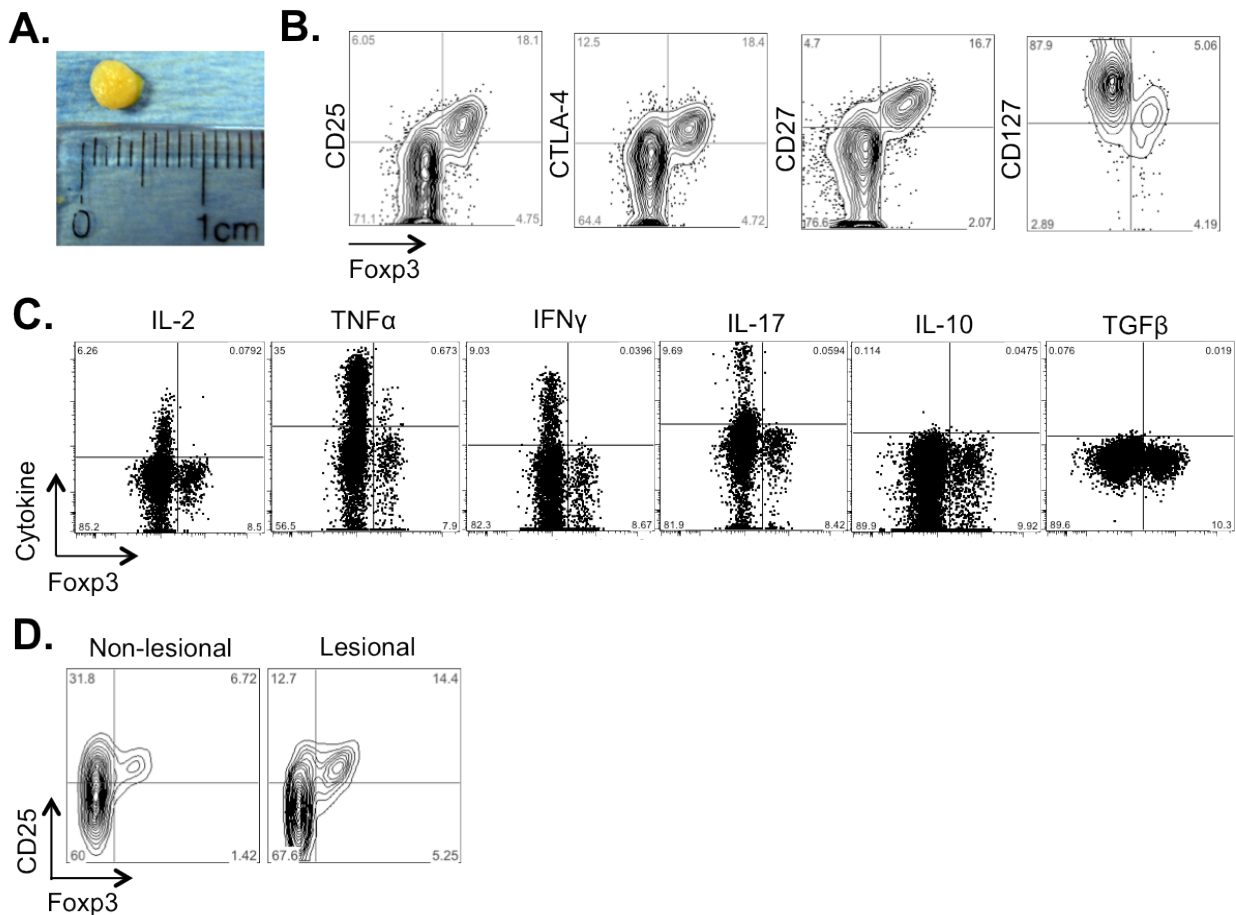 A.
0 1cm
B.
CD25
6.05 18.1
71.1 4.75
CTLA-4
12.5 18.4
64.4 4.72
CD27
4.7 16.7
76.6 2.07
CD127
87.9 5.06
2.89 4.19
Foxp3
C.
IL-2 TNFα IFNγ IL-17 IL-10 TGFβ
Cytokine
6.26 0.0792
85.2 8.5
35 0.673
56.5 7.9
9.03 0.0396
82.3 8.67
9.69 0.0594
81.9 8.42
0.114 0.0475
89.9 9.92
0.076 0.019
89.6 10.3
Foxp3
D.
Non-lesional Lesional
CD25
31.8 6.72
60 1.42
12.7 14.4
67.6 5.25
Foxp3